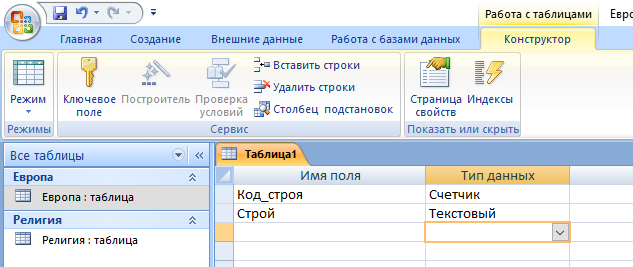 Работа с таблицами
Евро
Главная Создание Внешние данные Работа с базами данных Конструктор
Режим
Ключевое поле
Построитель
Проверка условий
Вставить строки
Удалить строки
Столбец подстановок
Страница свойств
Индексы
Режимы Сервис Показать или скрыть
Все таблицы
Таблица1
Имя поля Тип данных
Европа
Код_строя Счетчик
Европа : таблица
Строй Текстовый
Религия
Религия : таблица